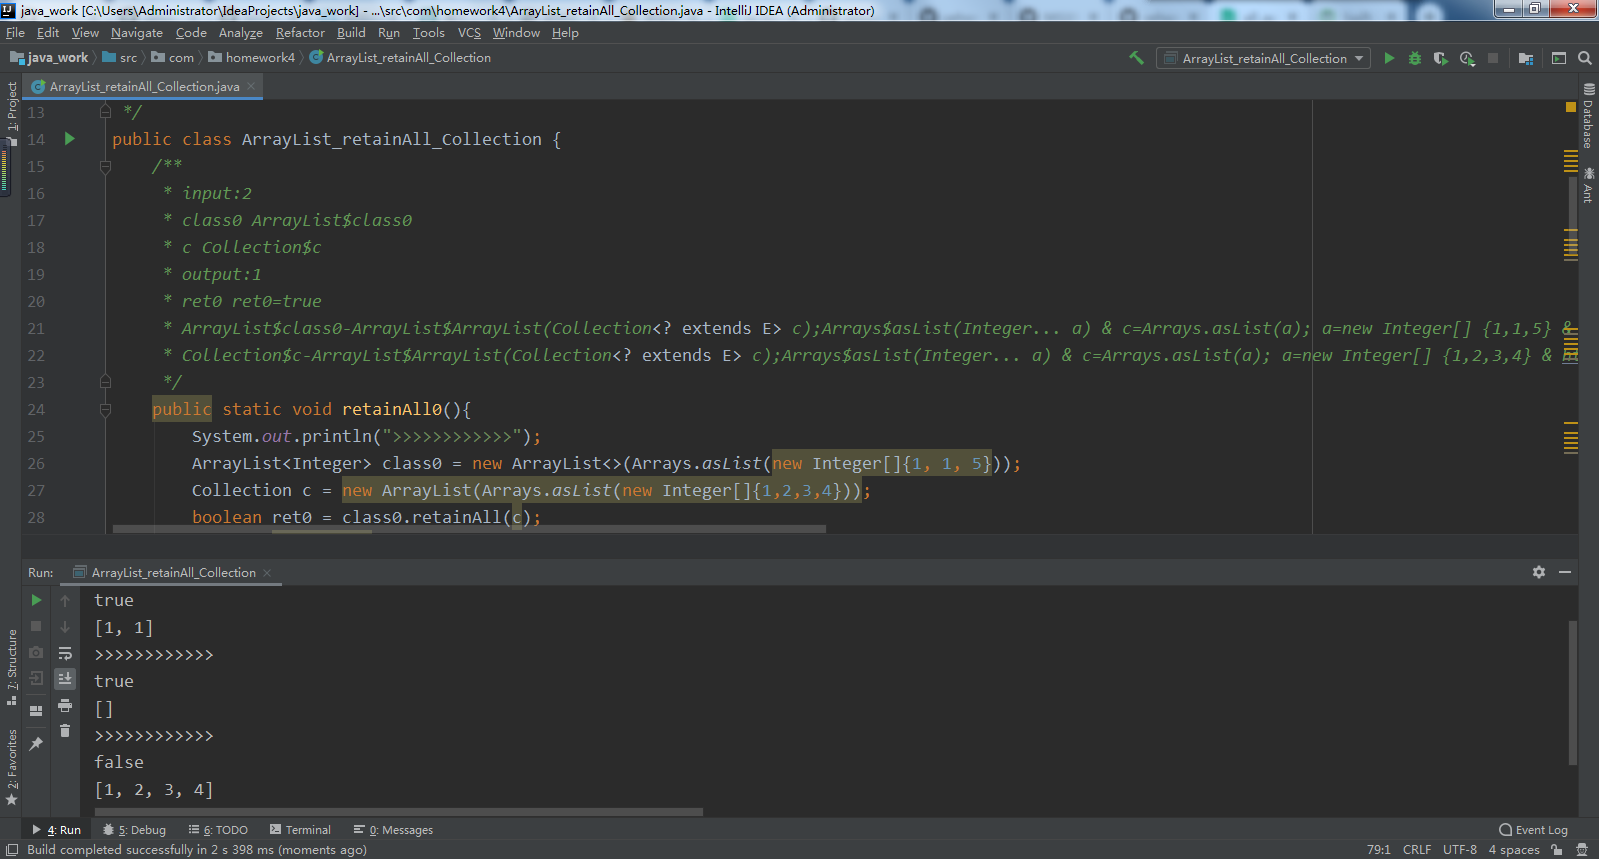 java_work [C:\Users\Administrator\IdeaProjects\java_work] - ...\src\com\homework4\ArrayList_retainAll_Collection.java - IntelliJ IDEA (Administrator)
File Edit View Navigate Code Analyze Refactor Build Run Tools VCS Window Help
java_work src com homework4 ArrayList_retainAll_Collection
ArrayList_retainAll_Collection
ArrayList_retainAll_Collection.java
1: Project
Database
Ant
13 */
14 public class ArrayList_retainAll_Collection {
15 /**
16 * input:2
17 * class0 ArrayList$class0
18 * c Collection$c
19 * output:1
20 * ret0 ret0=true
21 * ArrayList$class0-ArrayList$ArrayList(Collection<? extends E> c);Arrays$asList(Integer... a) & c=Arrays.asList(a); a=new Integer[] {1,1,5} &
22 * Collection$c-ArrayList$ArrayList(Collection<? extends E> c);Arrays$asList(Integer... a) & c=Arrays.asList(a); a=new Integer[] {1,2,3,4} &
23 */
24 public static void retainAll0(){
25 System.out.println(">>>>>>>>>>>>");
26 ArrayList<Integer> class0 = new ArrayList<>(Arrays.asList(new Integer[]{1, 1, 5}));
27 Collection c = new ArrayList(Arrays.asList(new Integer[]{1,2,3,4}));
28 boolean ret0 = class0.retainAll(c);
Run: ArrayList_retainAll_Collection
true
[1, 1]
>>>>>>>>>>>>
true
[]
>>>>>>>>>>>>
false
[1, 2, 3, 4]
7: Structure
2: Favorites
4: Run 5: Debug 6: TODO Terminal 0: Messages Event Log
Build completed successfully in 2 s 398 ms (moments ago) 79:1 CRLF UTF-8 4 spaces